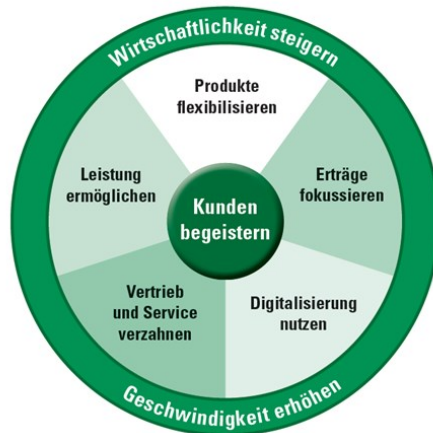 Wirtschaftlichkeit steigern
Produkte
flexibilisieren
Leistung
ermöglichen
Erträge
fokussieren
Kunden
begeistern
Vertrieb
und Service
verzahnen
Digitalisierung
nutzen
Geschwindigkeit erhöhen